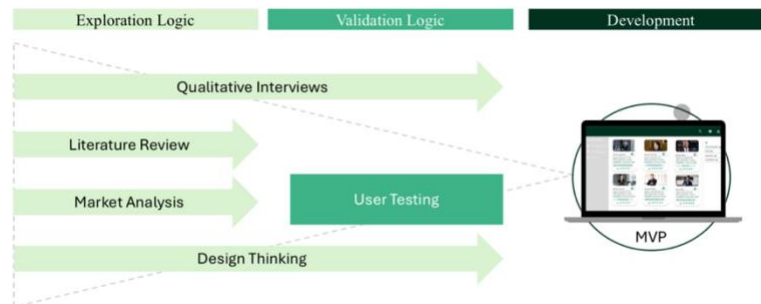 Exploration Logic
Validation Logic
Development
Qualitative Interviews
Literature Review
Market Analysis
User Testing
Design Thinking
MVP